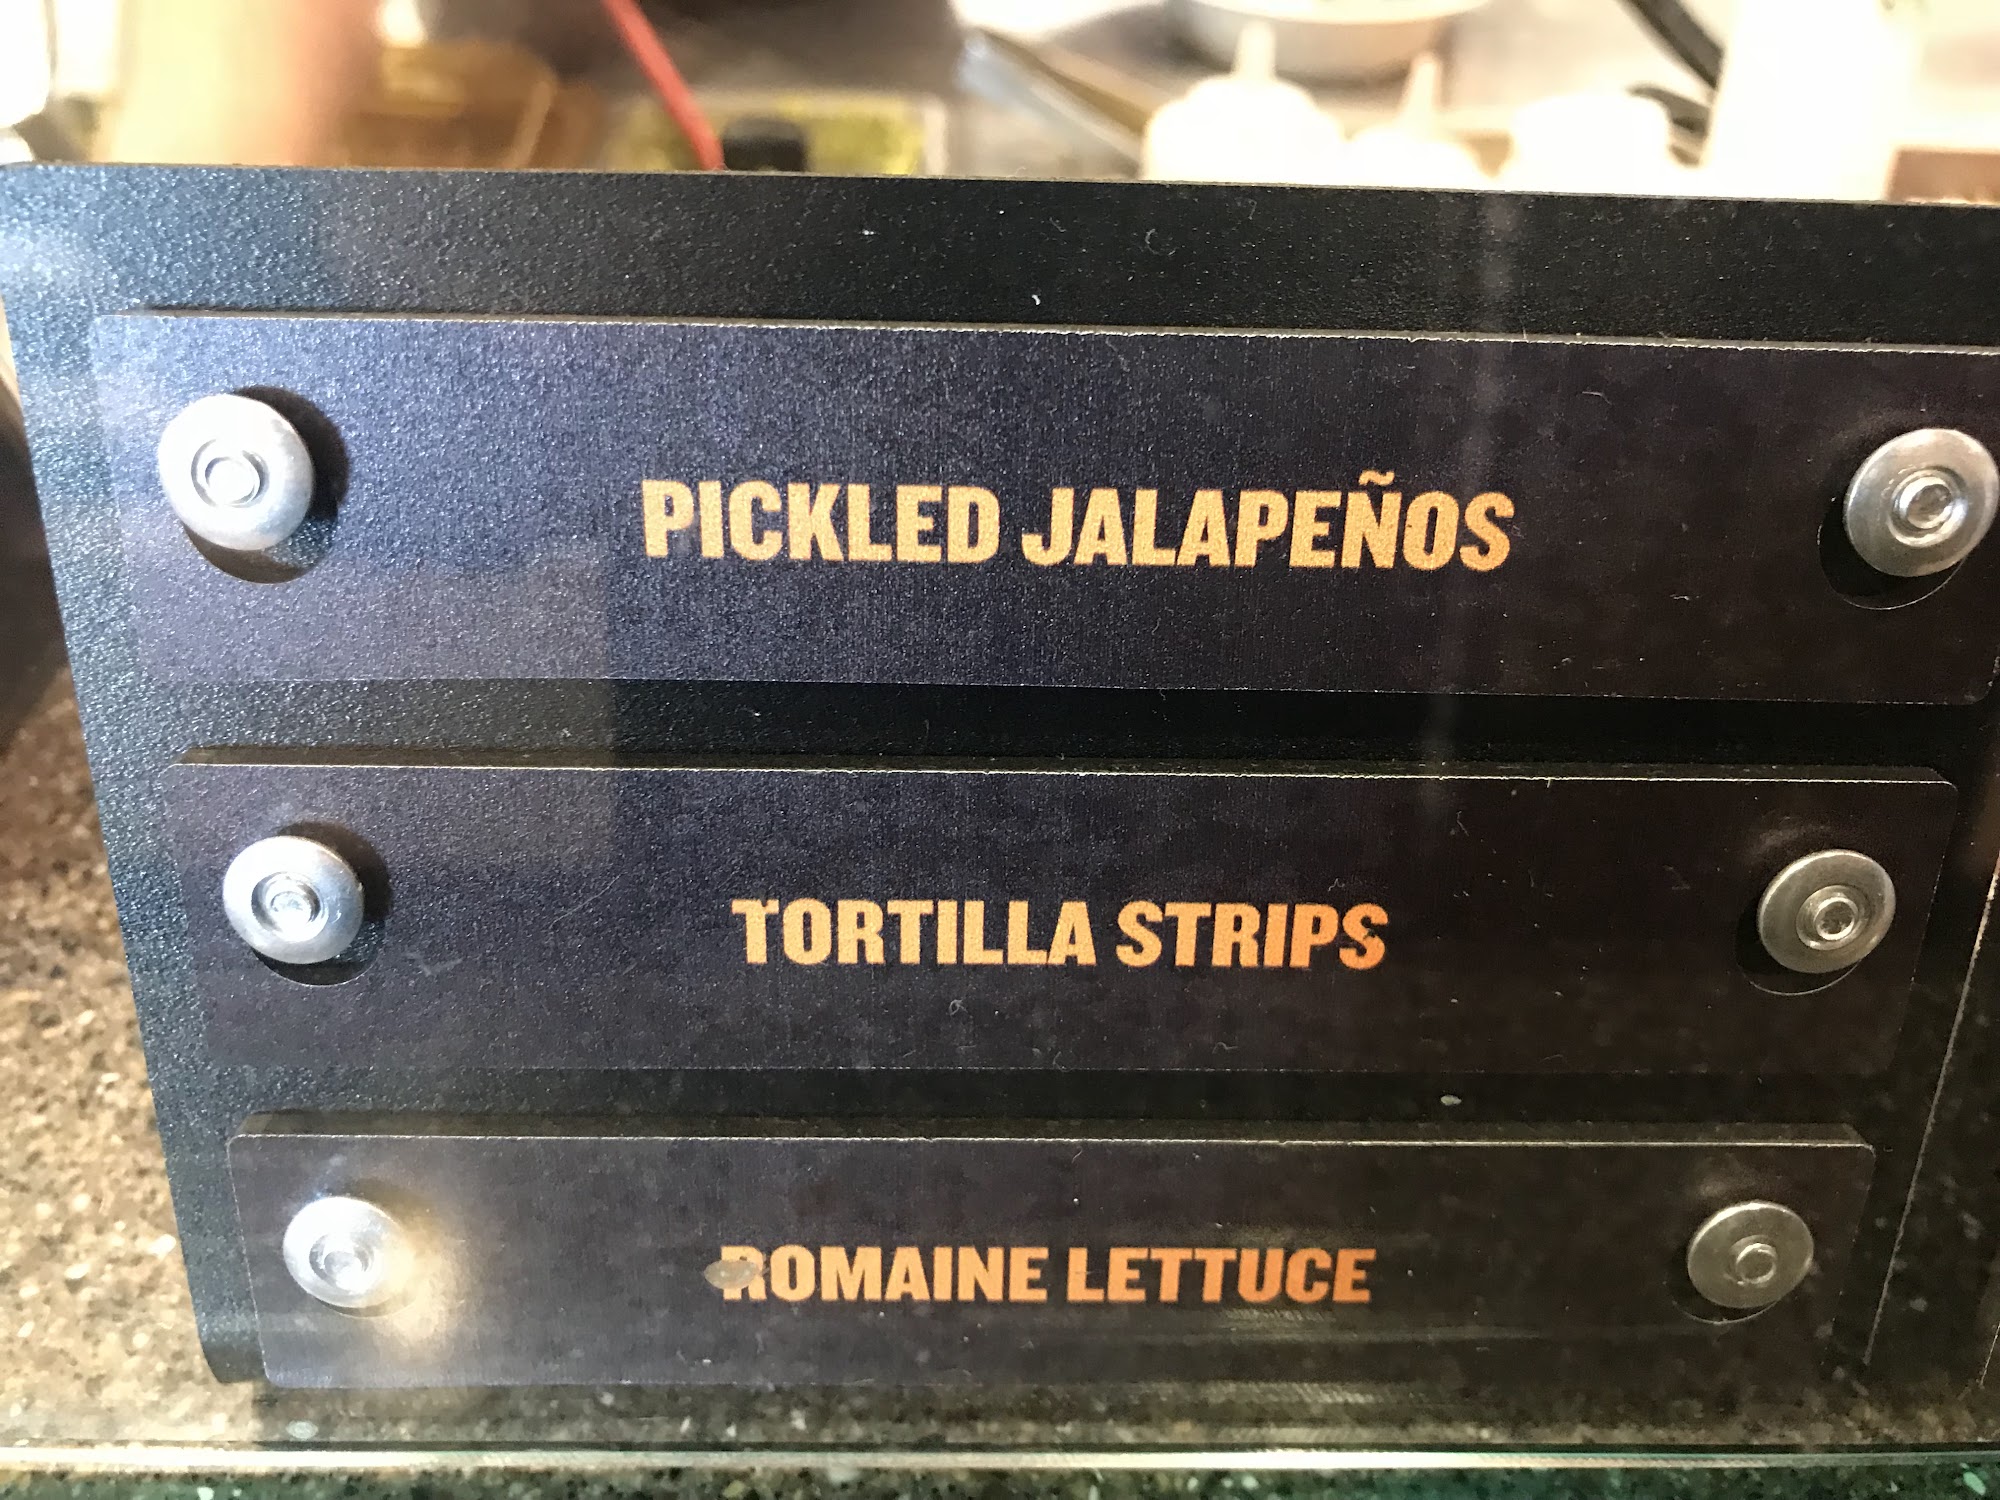 PICKLED JALAPEÑOS
TORTILLA STRIPS
ROMAINE LETTUCE